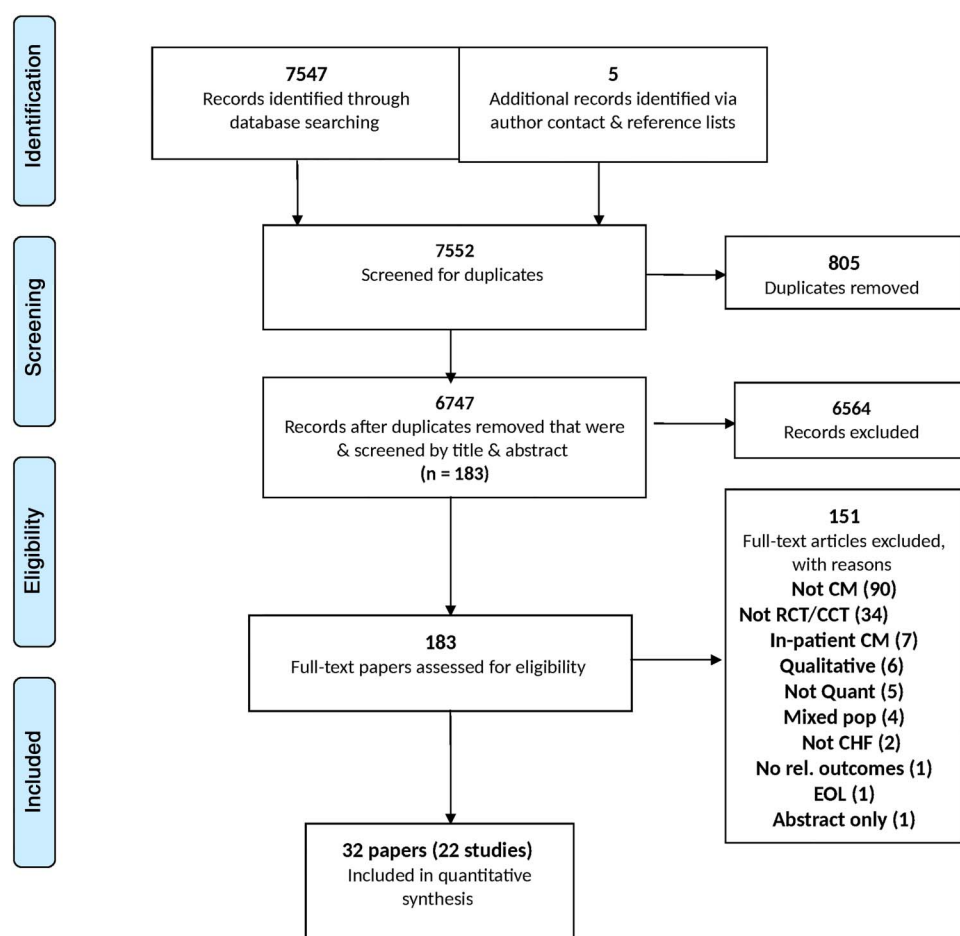 Identification
7547
Records identified through
database searching
5
Additional records identified via
author contact & reference lists
Screening
7552
Screened for duplicates
805
Duplicates removed
6747
Records after duplicates removed that were
& screened by title & abstract
(n = 183)
6564
Records excluded
Eligibility
151
Full-text articles excluded,
with reasons
Not CM (90)
Not RCT/CCT (34)
In-patient CM (7)
Qualitative (6)
Not Quant (5)
Mixed pop (4)
Not CHF (2)
No rel. outcomes (1)
EOL (1)
Abstract only (1)
183
Full-text papers assessed for eligibility
Included
32 papers (22 studies)
Included in quantitative
synthesis